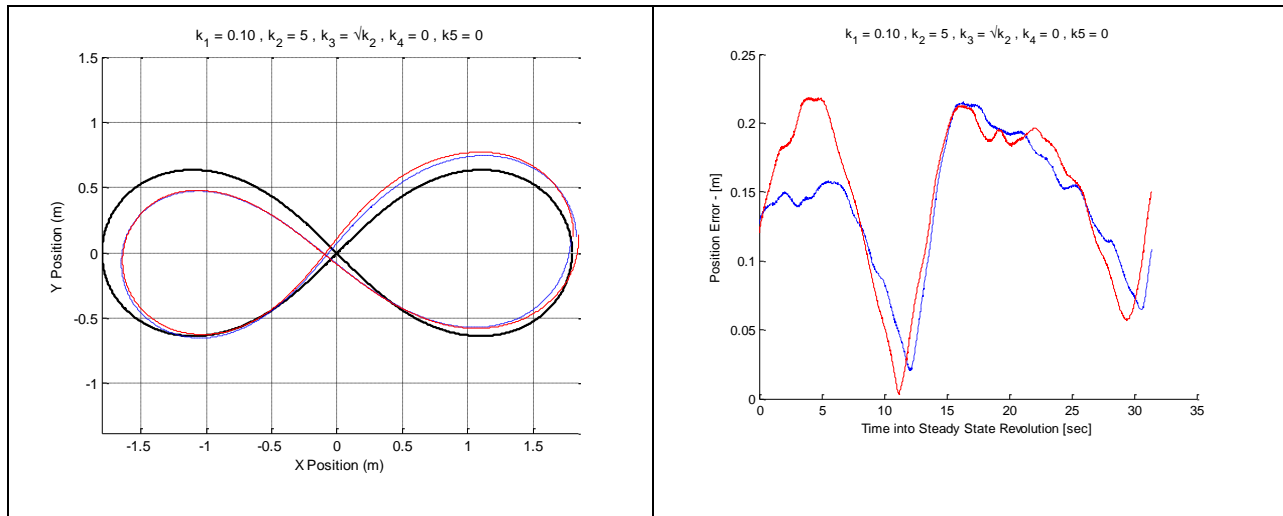 k₁ = 0.10 , k₂ = 5 , k₃ = √k₂ , k₄ = 0 , k5 = 0
1.5
1
0.5
0
-0.5
-1
Y Position (m)
-1.5 -1 -0.5 0 0.5 1 1.5
X Position (m)
k₁ = 0.10 , k₂ = 5 , k₃ = √k₂ , k₄ = 0 , k5 = 0
0.25
0.2
0.15
0.1
0.05
0
Position Error - [m]
0 5 10 15 20 25 30 35
Time into Steady State Revolution [sec]